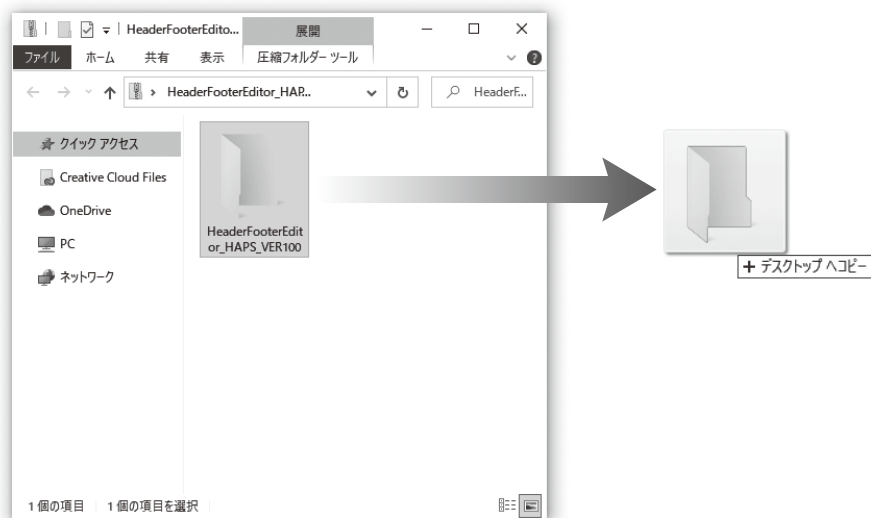 HeaderFooterEdito...
展開
ファイル
ホーム
共有
表示
圧縮フォルダー ツール
HeaderFooterEditor_HAP...
HeaderF...
クイック アクセス
Creative Cloud Files
OneDrive
PC
ネットワーク
HeaderFooterEdit
or_HAPS_VER100
デスクトップ へコピー
1 個の項目
1 個の項目を選択